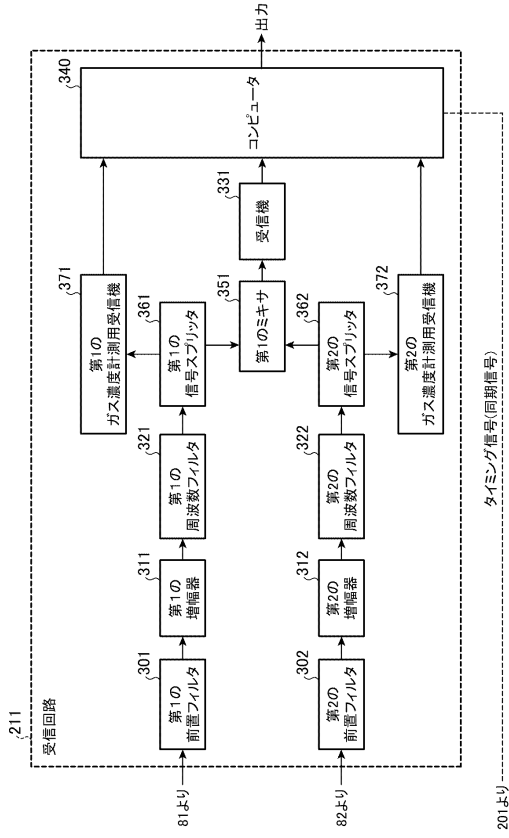 211
受信回路
81より
301
第1の
前置フィルタ
311
第1の
増幅器
321
第1の
周波数フィルタ
361
第1の
信号スプリッタ
371
第1の
ガス濃度計測用受信機
351
第1のミキサ
331
受信機
340
コンピュータ
出力
82より
302
第2の
前置フィルタ
312
第2の
増幅器
322
第2の
周波数フィルタ
362
第2の
信号スプリッタ
372
第2の
ガス濃度計測用受信機
201より
タイミング信号(同期信号)